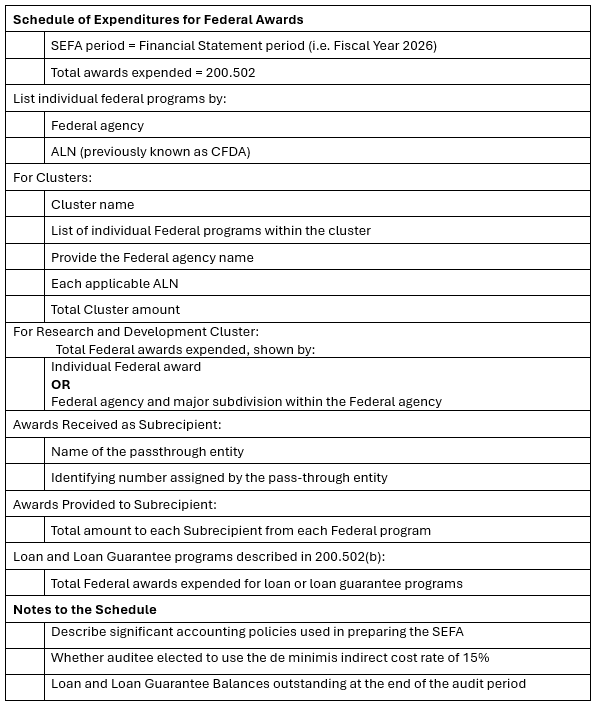 Schedule of Expenditures for Federal Awards
SEFA period = Financial Statement period (i.e. Fiscal Year 2026)
Total awards expended = 200.502
List individual federal programs by:
Federal agency
ALN (previously known as CFDA)
For Clusters:
Cluster name
List of individual Federal programs within the cluster
Provide the Federal agency name
Each applicable ALN
Total Cluster amount
For Research and Development Cluster:
Total Federal awards expended, shown by:
Individual Federal award
OR
Federal agency and major subdivision within the Federal agency
Awards Received as Subrecipient:
Name of the passthrough entity
Identifying number assigned by the pass-through entity
Awards Provided to Subrecipient:
Total amount to each Subrecipient from each Federal program
Loan and Loan Guarantee programs described in 200.502(b):
Total Federal awards expended for loan or loan guarantee programs
Notes to the Schedule
Describe significant accounting policies used in preparing the SEFA
Whether auditee elected to use the de minimis indirect cost rate of 15%
Loan and Loan Guarantee Balances outstanding at the end of the audit period